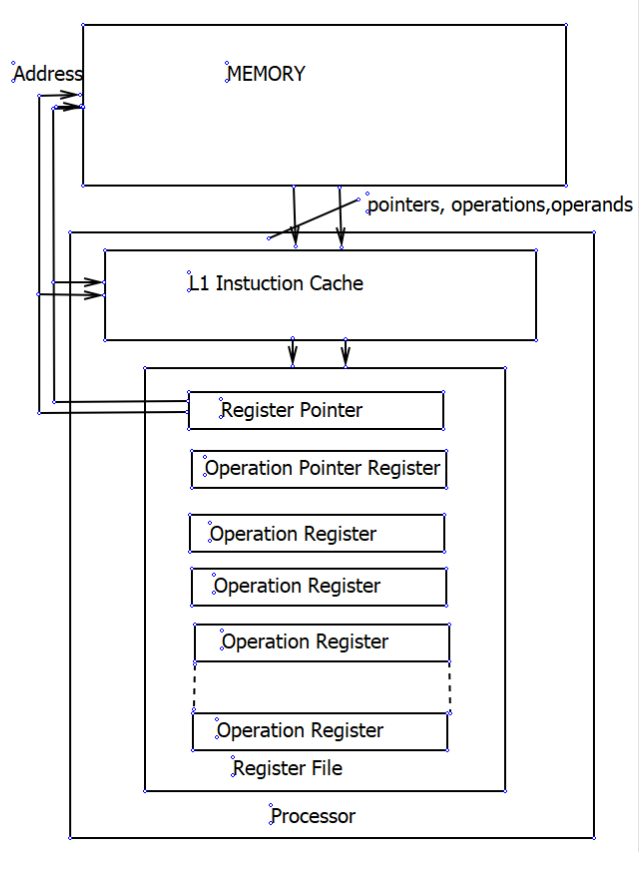 Address
MEMORY
pointers, operations,operands
L1 Instuction Cache
Register Pointer
Operation Pointer Register
Operation Register
Operation Register
Operation Register
Operation Register
Register File
Processor